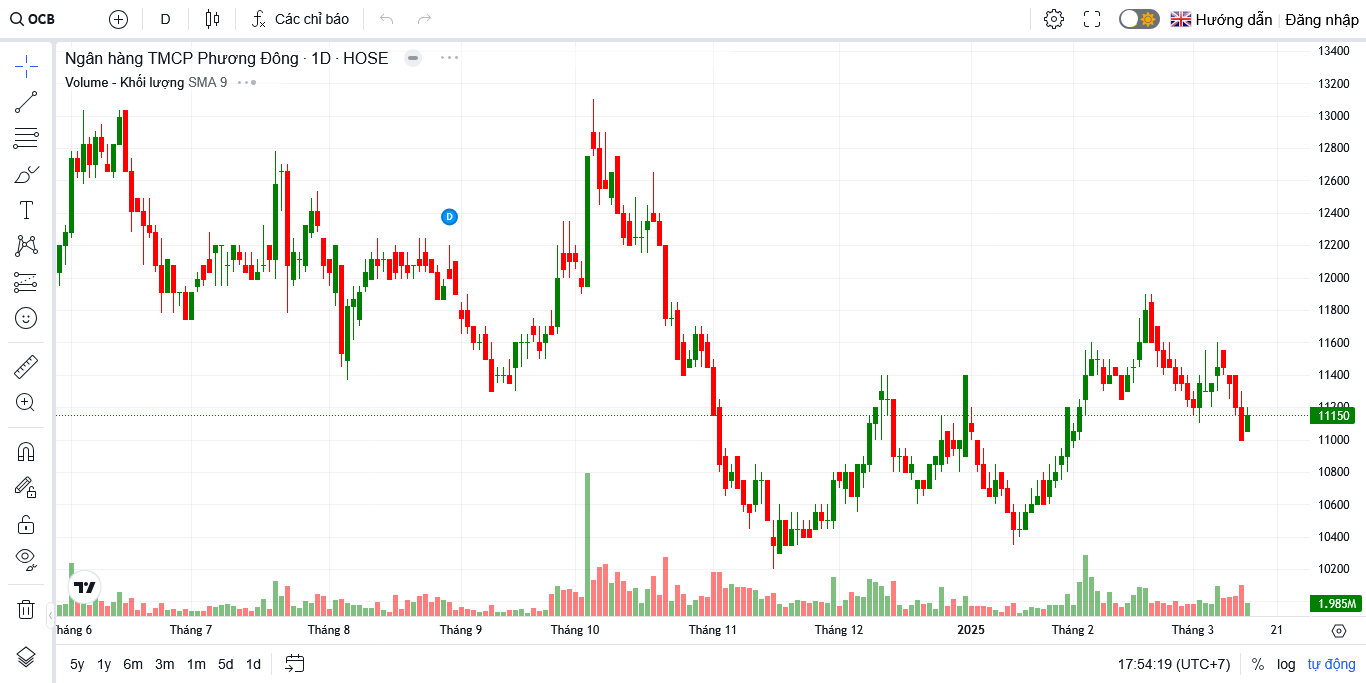 OCB D Các chỉ báo Hướng dẫn Đăng nhập
Ngân hàng TMCP Phương Đông · 1D · HOSE
Volume - Khối lượng SMA 9
D
13400
13200
13000
12800
12600
12400
12200
12000
11800
11600
11400
11200
11150
11000
10800
10600
10400
10200
1.985M
háng 6 Tháng 7 Tháng 8 Tháng 9 Tháng 10 Tháng 11 Tháng 12 2025 Tháng 2 Tháng 3 21
5y 1y 6m 3m 1m 5d 1d 17:54:19 (UTC+7) % log tự động